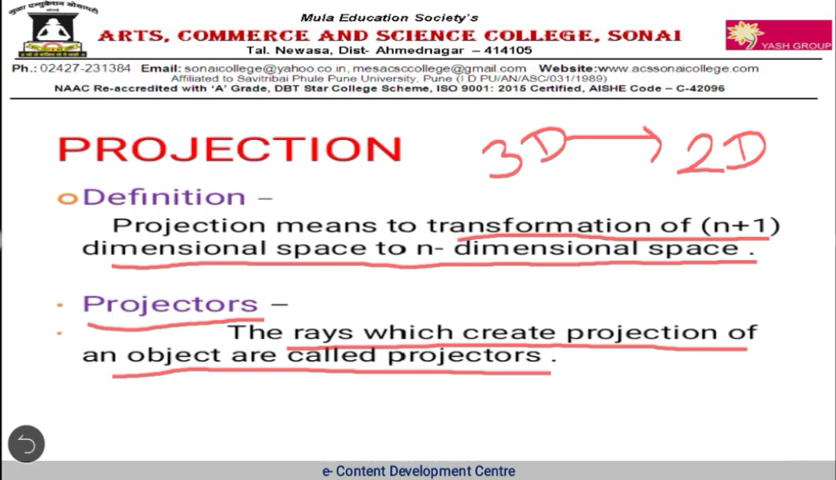 Mula Education Society's
ARTS, COMMERCE AND SCIENCE COLLEGE, SONAI
Tal. Newasa, Dist- Ahmednagar – 414105
YASH GROUP
Ph.: 02427-231384 Email: sonaicollege@yahoo.co.in, mesacsccollege@gmail.com Website:www.acssonaicollege.com
Affiliated to Savitribai Phule Pune University, Pune (I.D PU/AN/ASC/031/1989)
NAAC Re-accredited with 'A' Grade, DBT Star College Scheme, ISO 9001: 2015 Certified, AISHE Code – C-42096
PROJECTION 3D → 2D
Definition –
Projection means to transformation of (n+1)
dimensional space to n- dimensional space .
Projectors –
The rays which create projection of
an object are called projectors .
e- Content Development Centre